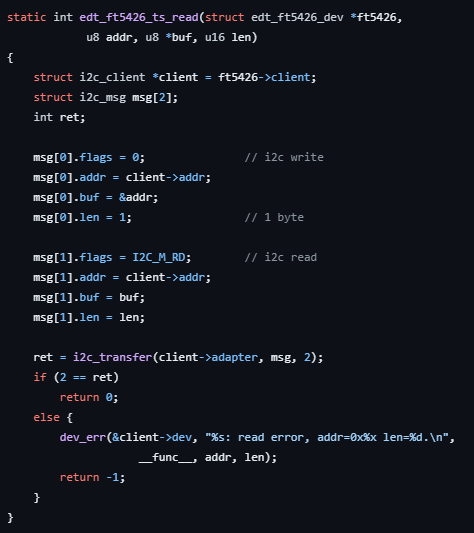 static int edt_ft5426_ts_read(struct edt_ft5426_dev *ft5426,
            u8 addr, u8 *buf, u16 len)
{
    struct i2c_client *client = ft5426->client;
    struct i2c_msg msg[2];
    int ret;

    msg[0].flags = 0;               // i2c write
    msg[0].addr = client->addr;
    msg[0].buf = &addr;
    msg[0].len = 1;                 // 1 byte

    msg[1].flags = I2C_M_RD;        // i2c read
    msg[1].addr = client->addr;
    msg[1].buf = buf;
    msg[1].len = len;

    ret = i2c_transfer(client->adapter, msg, 2);
    if (2 == ret)
        return 0;
    else {
        dev_err(&client->dev, "%s: read error, addr=0x%x len=%d.\n",
                    __func__, addr, len);
        return -1;
    }
}